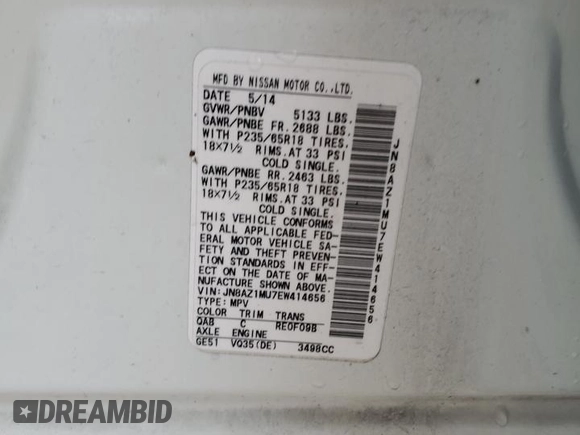 MFD BY NISSAN MOTOR CO.,LTD.
DATE 5/14
GVWR/PNBV 5133 LBS.
GAWR/PNBE FR. 2688 LBS.
WITH P235/65R18 TIRES.
18×7½ RIMS. AT 33 PSI
COLD SINGLE.
GAWR/PNBE RR. 2463 LBS.
WITH P235/65R18 TIRES.
18×7½ RIMS. AT 33 PSI
COLD SINGLE.
THIS VEHICLE CONFORMS
TO ALL APPLICABLE FED-
ERAL MOTOR VEHICLE SA-
FETY AND THEFT PREVEN-
TION STANDARDS IN EFF-
ECT ON THE DATE OF MA-
NUFACTURE SHOWN ABOVE.
VIN: JN8AZ1MU7EW414656
TYPE: MPV
COLOR TRIM TRANS
QAB C RE0F09B
AXLE ENGINE
GE51 VQ35(DE) 3498CC
JN8AZ1MU7EW414656
DREAMBID